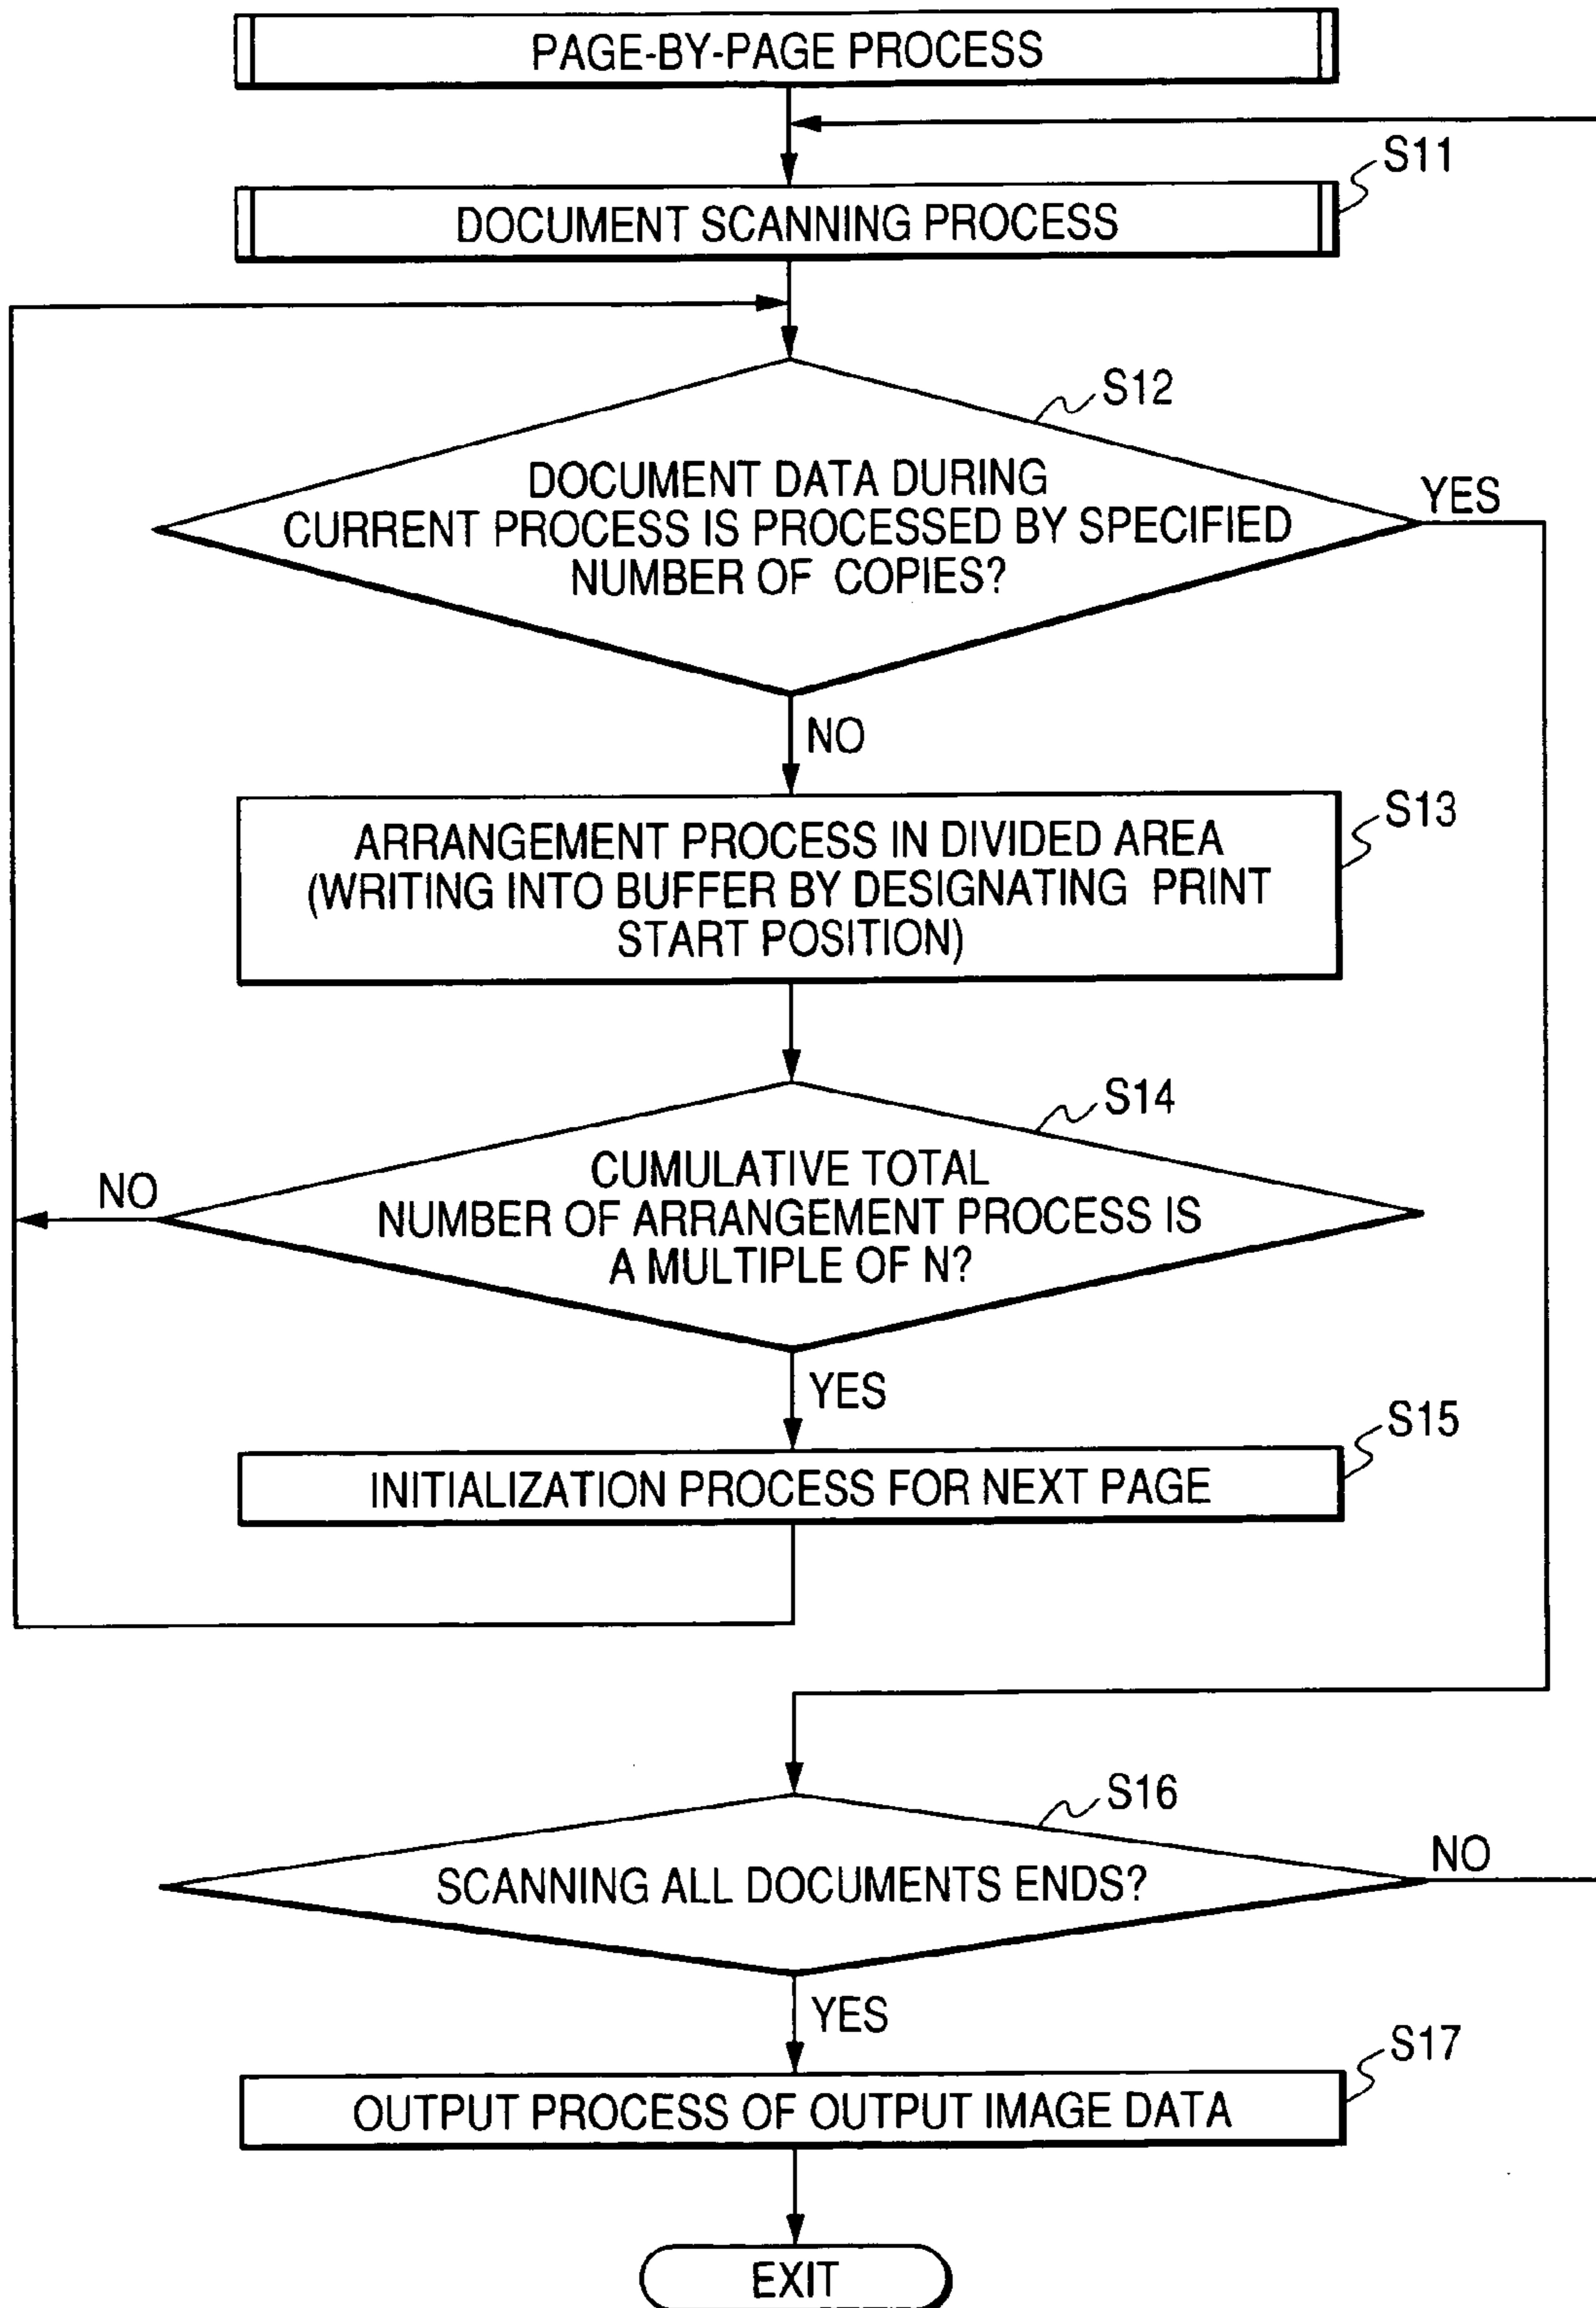 PAGE-BY-PAGE PROCESS
S11
DOCUMENT SCANNING PROCESS
S12
DOCUMENT DATA DURING
CURRENT PROCESS IS PROCESSED BY SPECIFIED
NUMBER OF COPIES?
YES
NO
S13
ARRANGEMENT PROCESS IN DIVIDED AREA
(WRITING INTO BUFFER BY DESIGNATING PRINT
START POSITION)
S14
CUMULATIVE TOTAL
NUMBER OF ARRANGEMENT PROCESS IS
A MULTIPLE OF N?
NO
YES
S15
INITIALIZATION PROCESS FOR NEXT PAGE
S16
SCANNING ALL DOCUMENTS ENDS?
NO
YES
S17
OUTPUT PROCESS OF OUTPUT IMAGE DATA
EXIT